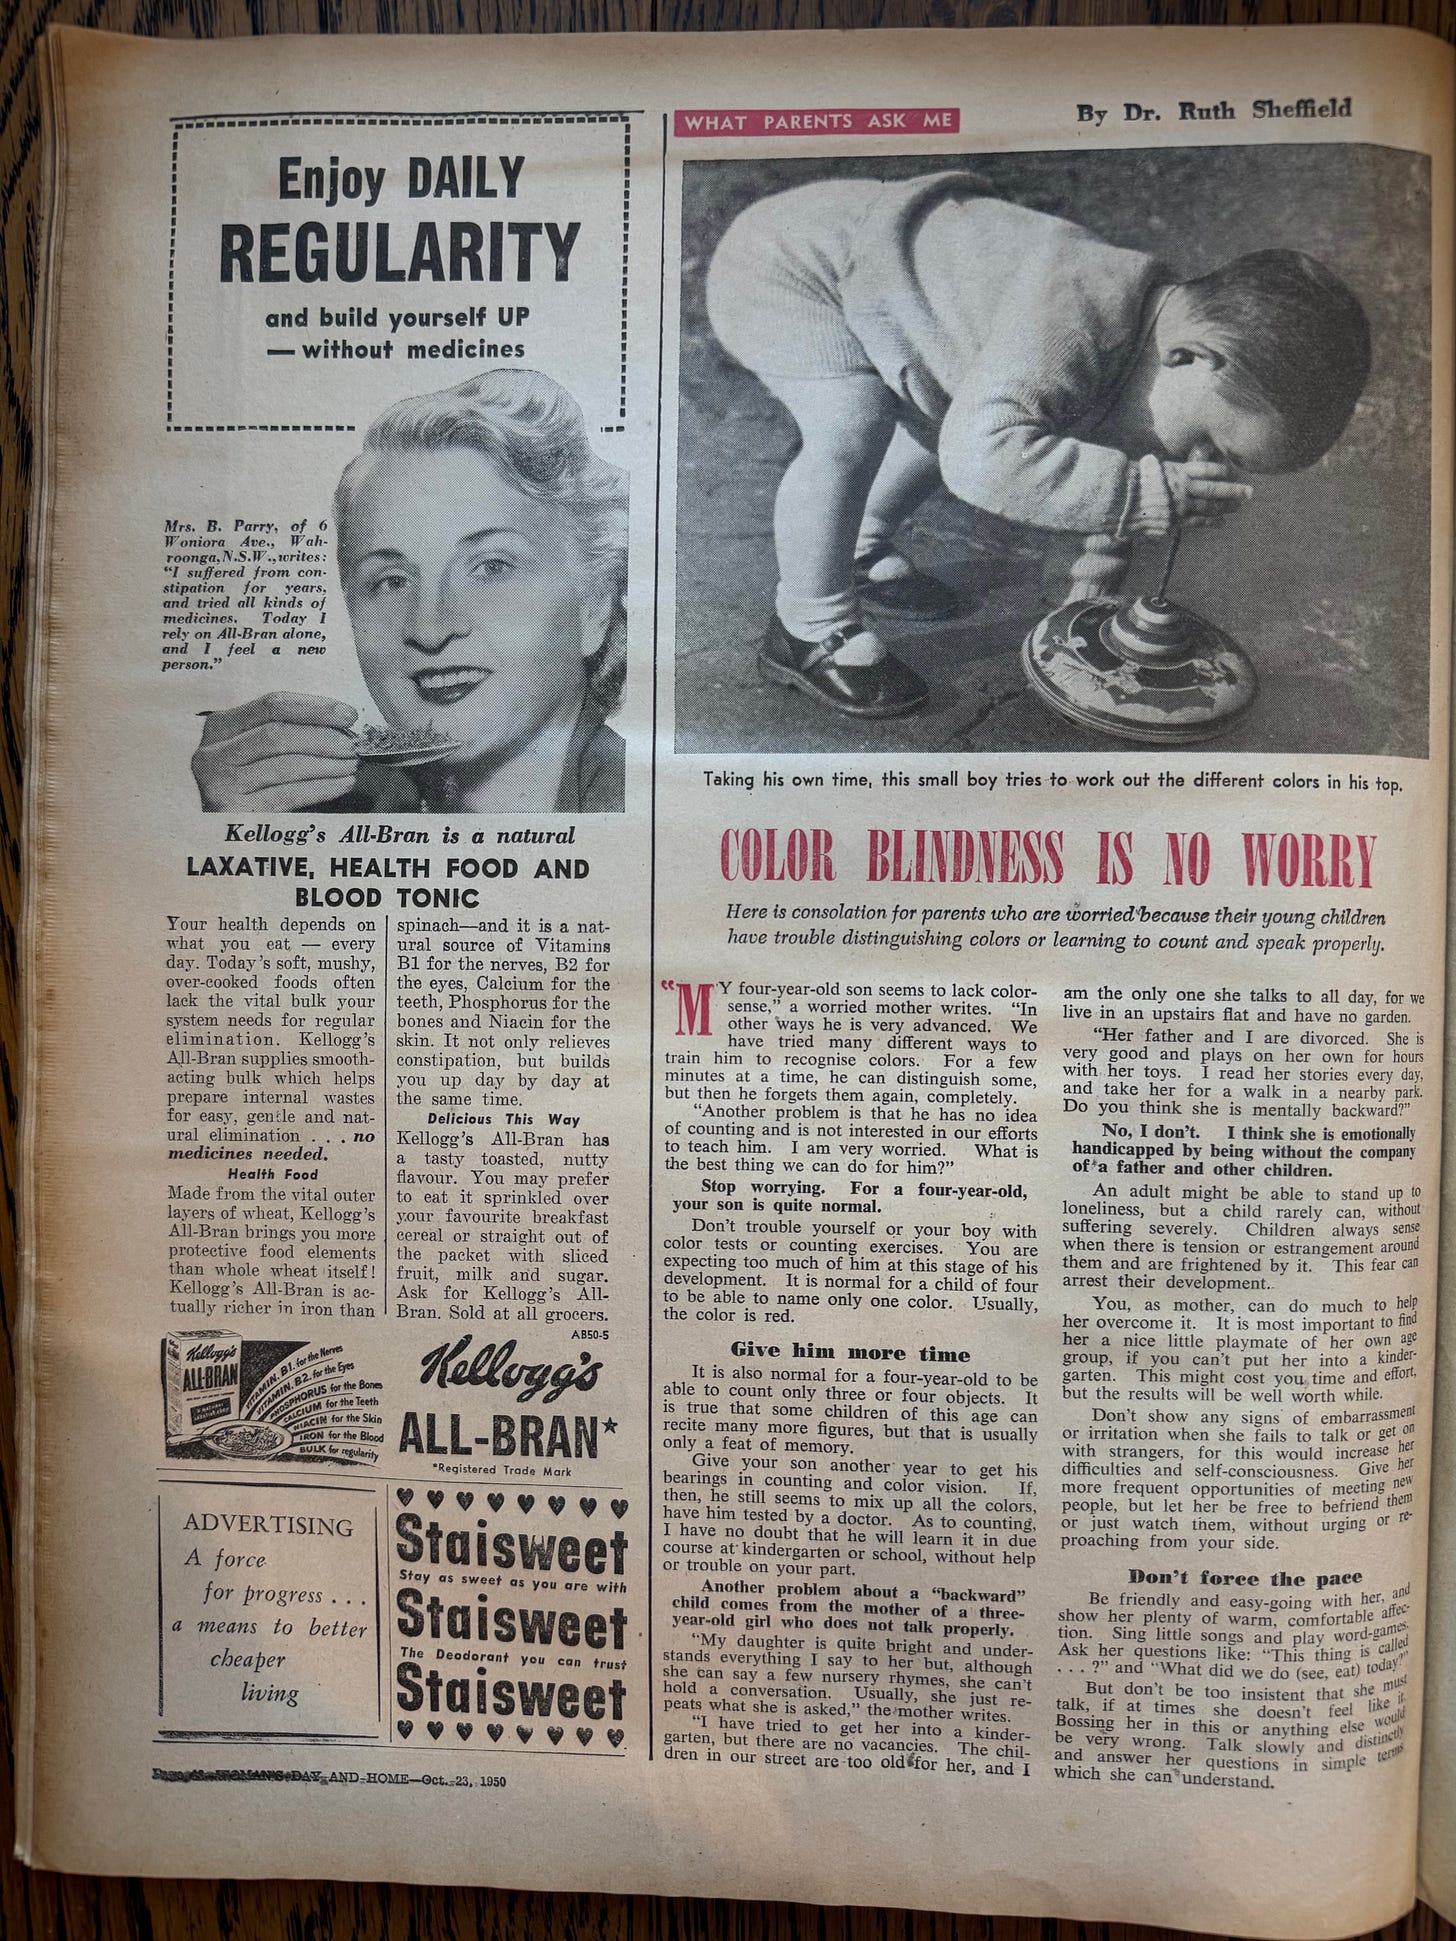 Enjoy DAILY
REGULARITY
and build yourself UP
— without medicines
Mrs. B. Parry, of 6
Woniora Ave., Wah-
roonga, N.S.W., writes:
"I suffered from con-
stipation for years,
and tried all kinds of
medicines. Today I
rely on All-Bran alone,
and I feel a new
person."
Kellogg's All-Bran is a natural
LAXATIVE, HEALTH FOOD AND
BLOOD TONIC
Your health depends on
what you eat — every
day. Today's soft, mushy,
over-cooked foods often
lack the vital bulk your
system needs for regular
elimination. Kellogg's
All-Bran supplies smooth-
acting bulk which helps
prepare internal wastes
for easy, gentle and nat-
ural elimination . . . no
medicines needed.
Health Food
Made from the vital outer
layers of wheat, Kellogg's
All-Bran brings you more
protective food elements
than whole wheat itself!
Kellogg's All-Bran is ac-
tually richer in iron than
spinach—and it is a nat-
ural source of Vitamins
B1 for the nerves, B2 for
the eyes, Calcium for the
teeth, Phosphorus for the
bones and Niacin for the
skin. It not only relieves
constipation, but builds
you up day by day at
the same time.
Delicious This Way
Kellogg's All-Bran has
a tasty toasted, nutty
flavour. You may prefer
to eat it sprinkled over
your favourite breakfast
cereal or straight out of
the packet with sliced
fruit, milk and sugar.
Ask for Kellogg's All-
Bran. Sold at all grocers.
AB50-5
Kellogg's
ALL-BRAN
VITAMIN B1 for the Nerves
VITAMIN B2 for the Eyes
PHOSPHORUS for the Bones
CALCIUM for the Teeth
NIACIN for the Skin
IRON for the Blood
BULK for regularity
Kellogg's
ALL-BRAN*
*Registered Trade Mark
ADVERTISING
A force
for progress . . .
a means to better
cheaper
living
Staisweet
Stay as sweet as you are with
Staisweet
The Deodorant you can trust
Staisweet
WOMAN'S DAY AND HOME—Oct. 23, 1950
WHAT PARENTS ASK ME
By Dr. Ruth Sheffield
Taking his own time, this small boy tries to work out the different colors in his top.
COLOR BLINDNESS IS NO WORRY
Here is consolation for parents who are worried because their young children
have trouble distinguishing colors or learning to count and speak properly.
"MY four-year-old son seems to lack color-
sense," a worried mother writes. "In
other ways he is very advanced. We
have tried many different ways to
train him to recognise colors. For a few
minutes at a time, he can distinguish some,
but then he forgets them again, completely.
"Another problem is that he has no idea
of counting and is not interested in our efforts
to teach him. I am very worried. What is
the best thing we can do for him?"
Stop worrying. For a four-year-old,
your son is quite normal.
Don't trouble yourself or your boy with
color tests or counting exercises. You are
expecting too much of him at this stage of his
development. It is normal for a child of four
to be able to name only one color. Usually,
the color is red.
Give him more time
It is also normal for a four-year-old to be
able to count only three or four objects. It
is true that some children of this age can
recite many more figures, but that is usually
only a feat of memory.
Give your son another year to get his
bearings in counting and color vision. If,
then, he still seems to mix up all the colors,
have him tested by a doctor. As to counting,
I have no doubt that he will learn it in due
course at kindergarten or school, without help
or trouble on your part.
Another problem about a "backward"
child comes from the mother of a three-
year-old girl who does not talk properly.
"My daughter is quite bright and under-
stands everything I say to her but, although
she can say a few nursery rhymes, she can't
hold a conversation. Usually, she just re-
peats what she is asked," the mother writes.
"I have tried to get her into a kinder-
garten, but there are no vacancies. The chil-
dren in our street are too old for her, and I
am the only one she talks to all day, for we
live in an upstairs flat and have no garden.
"Her father and I are divorced. She is
very good and plays on her own for hours
with her toys. I read her stories every day,
and take her for a walk in a nearby park.
Do you think she is mentally backward?"
No, I don't. I think she is emotionally
handicapped by being without the company
of a father and other children.
An adult might be able to stand up to
loneliness, but a child rarely can, without
suffering severely. Children always sense
when there is tension or estrangement around
them and are frightened by it. This fear can
arrest their development.
You, as mother, can do much to help
her overcome it. It is most important to find
her a nice little playmate of her own age
group, if you can't put her into a kinder-
garten. This might cost you time and effort,
but the results will be well worth while.
Don't show any signs of embarrassment
or irritation when she fails to talk or get on
with strangers, for this would increase her
difficulties and self-consciousness. Give her
more frequent opportunities of meeting new
people, but let her be free to befriend them
or just watch them, without urging or re-
proaching from your side.
Don't force the pace
Be friendly and easy-going with her, and
show her plenty of warm, comfortable affec-
tion. Sing little songs and play word-games.
Ask her questions like: "This thing is called
. . . ?" and "What did we do (see, eat) today?"
But don't be too insistent that she must
talk, if at times she doesn't feel like it.
Bossing her in this or anything else would
be very wrong. Talk slowly and distinctly
and answer her questions in simple terms
which she can understand.